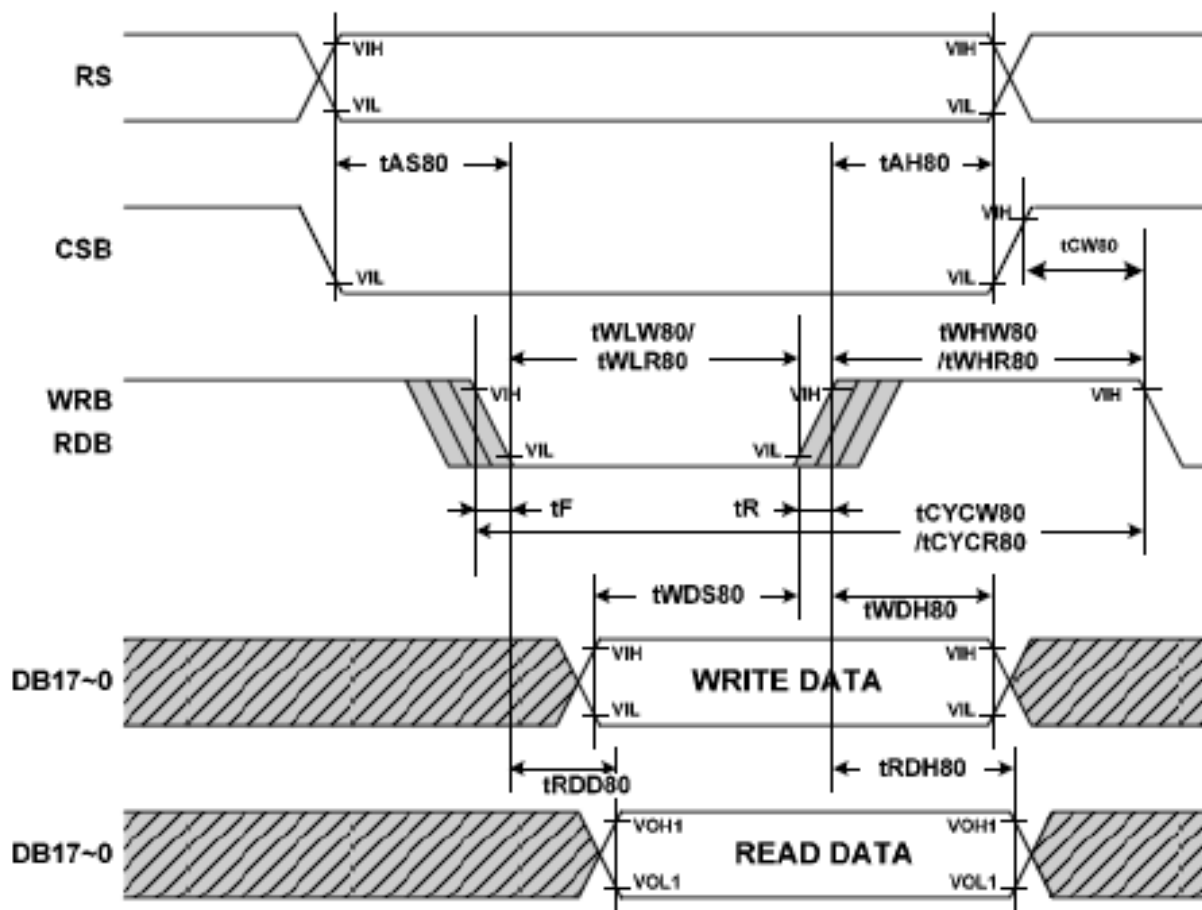 RS
VIH
VIH
VIL
VIL
tAS80
tAH80
CSB
VIH
tCW80
VIL
VIL
tWLW80/
tWLR80
tWHW80
/tWHR80
WRB
RDB
VIH
VIH
VIH
VIL
VIL
tF
tR
tCYCW80
/tCYCR80
tWDS80
tWDH80
DB17~0
VIH
VIH
WRITE DATA
VIL
VIL
tRDD80
tRDH80
DB17~0
VOH1
VOH1
READ DATA
VOL1
VOL1